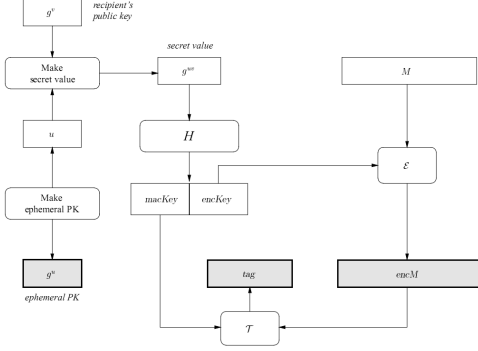 g^v
recipient's
public key
secret value
Make
secret value
g^{uv}
M
u
H
ℰ
Make
ephemeral PK
macKey
encKey
g^u
tag
encM
ephemeral PK
𝒯